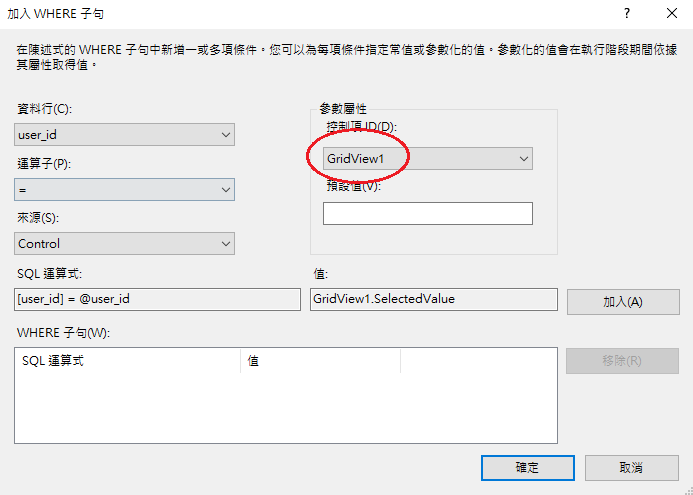 加入 WHERE 子句
在陳述式的 WHERE 子句中新增一或多項條件。您可以為每項條件指定常值或參數化的值。參數化的值會在執行階段期間依據
其屬性取得值。
資料行(C):
user_id
運算子(P):
=
來源(S):
Control
參數屬性
控制項 ID(D):
GridView1
預設值(V):
SQL 運算式:
[user_id] = @user_id
值:
GridView1.SelectedValue
加入(A)
WHERE 子句(W):
SQL 運算式
值
移除(R)
確定
取消